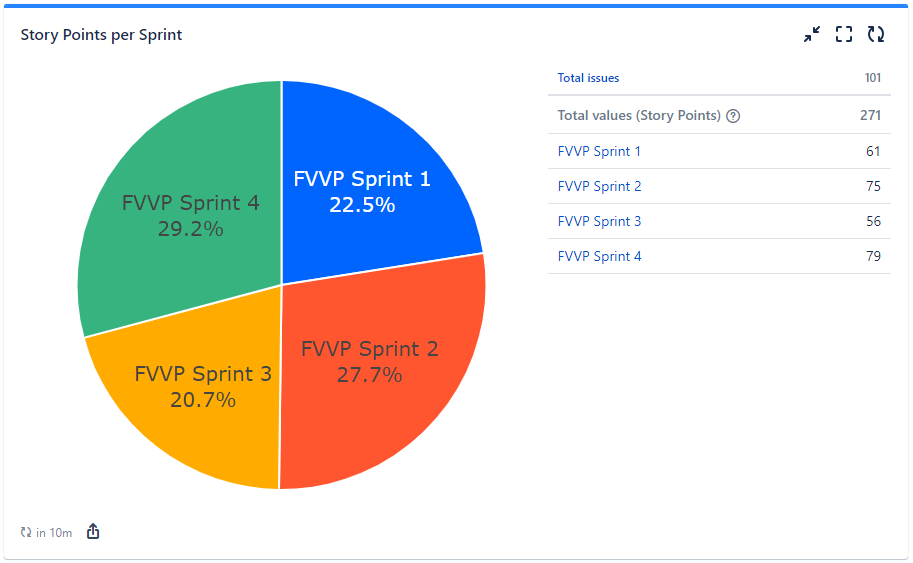 Story Points per Sprint
FVVP Sprint 1
22.5%
FVVP Sprint 4
29.2%
FVVP Sprint 2
27.7%
FVVP Sprint 3
20.7%
Total issues 101
Total values (Story Points) ? 271
FVVP Sprint 1 61
FVVP Sprint 2 75
FVVP Sprint 3 56
FVVP Sprint 4 79
in 10m